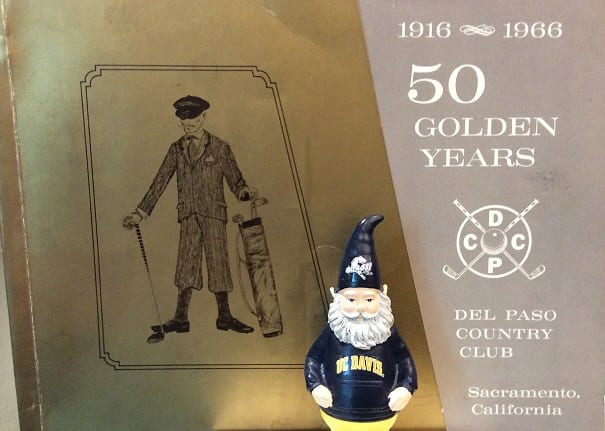 1916 1966
50
GOLDEN
YEARS
D
C C
P
DEL PASO
COUNTRY
CLUB
Sacramento,
California
UC DAVIS